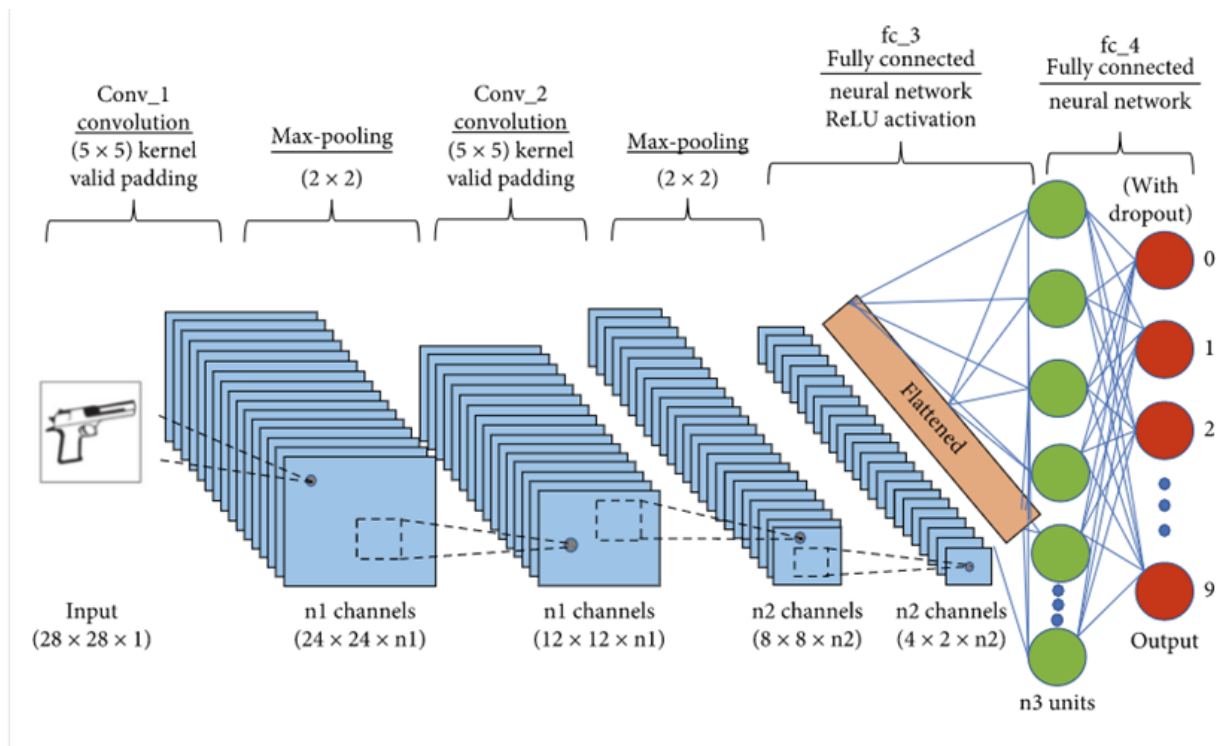 Conv_1
convolution
(5 × 5) kernel
valid padding
Max-pooling
(2 × 2)
Conv_2
convolution
(5 × 5) kernel
valid padding
Max-pooling
(2 × 2)
fc_3
Fully connected
neural network
ReLU activation
fc_4
Fully connected
neural network
(With
dropout)
Flattened
0
1
2
9
Input
(28 × 28 × 1)
n1 channels
(24 × 24 × n1)
n1 channels
(12 × 12 × n1)
n2 channels
(8 × 8 × n2)
n2 channels
(4 × 2 × n2)
n3 units
Output